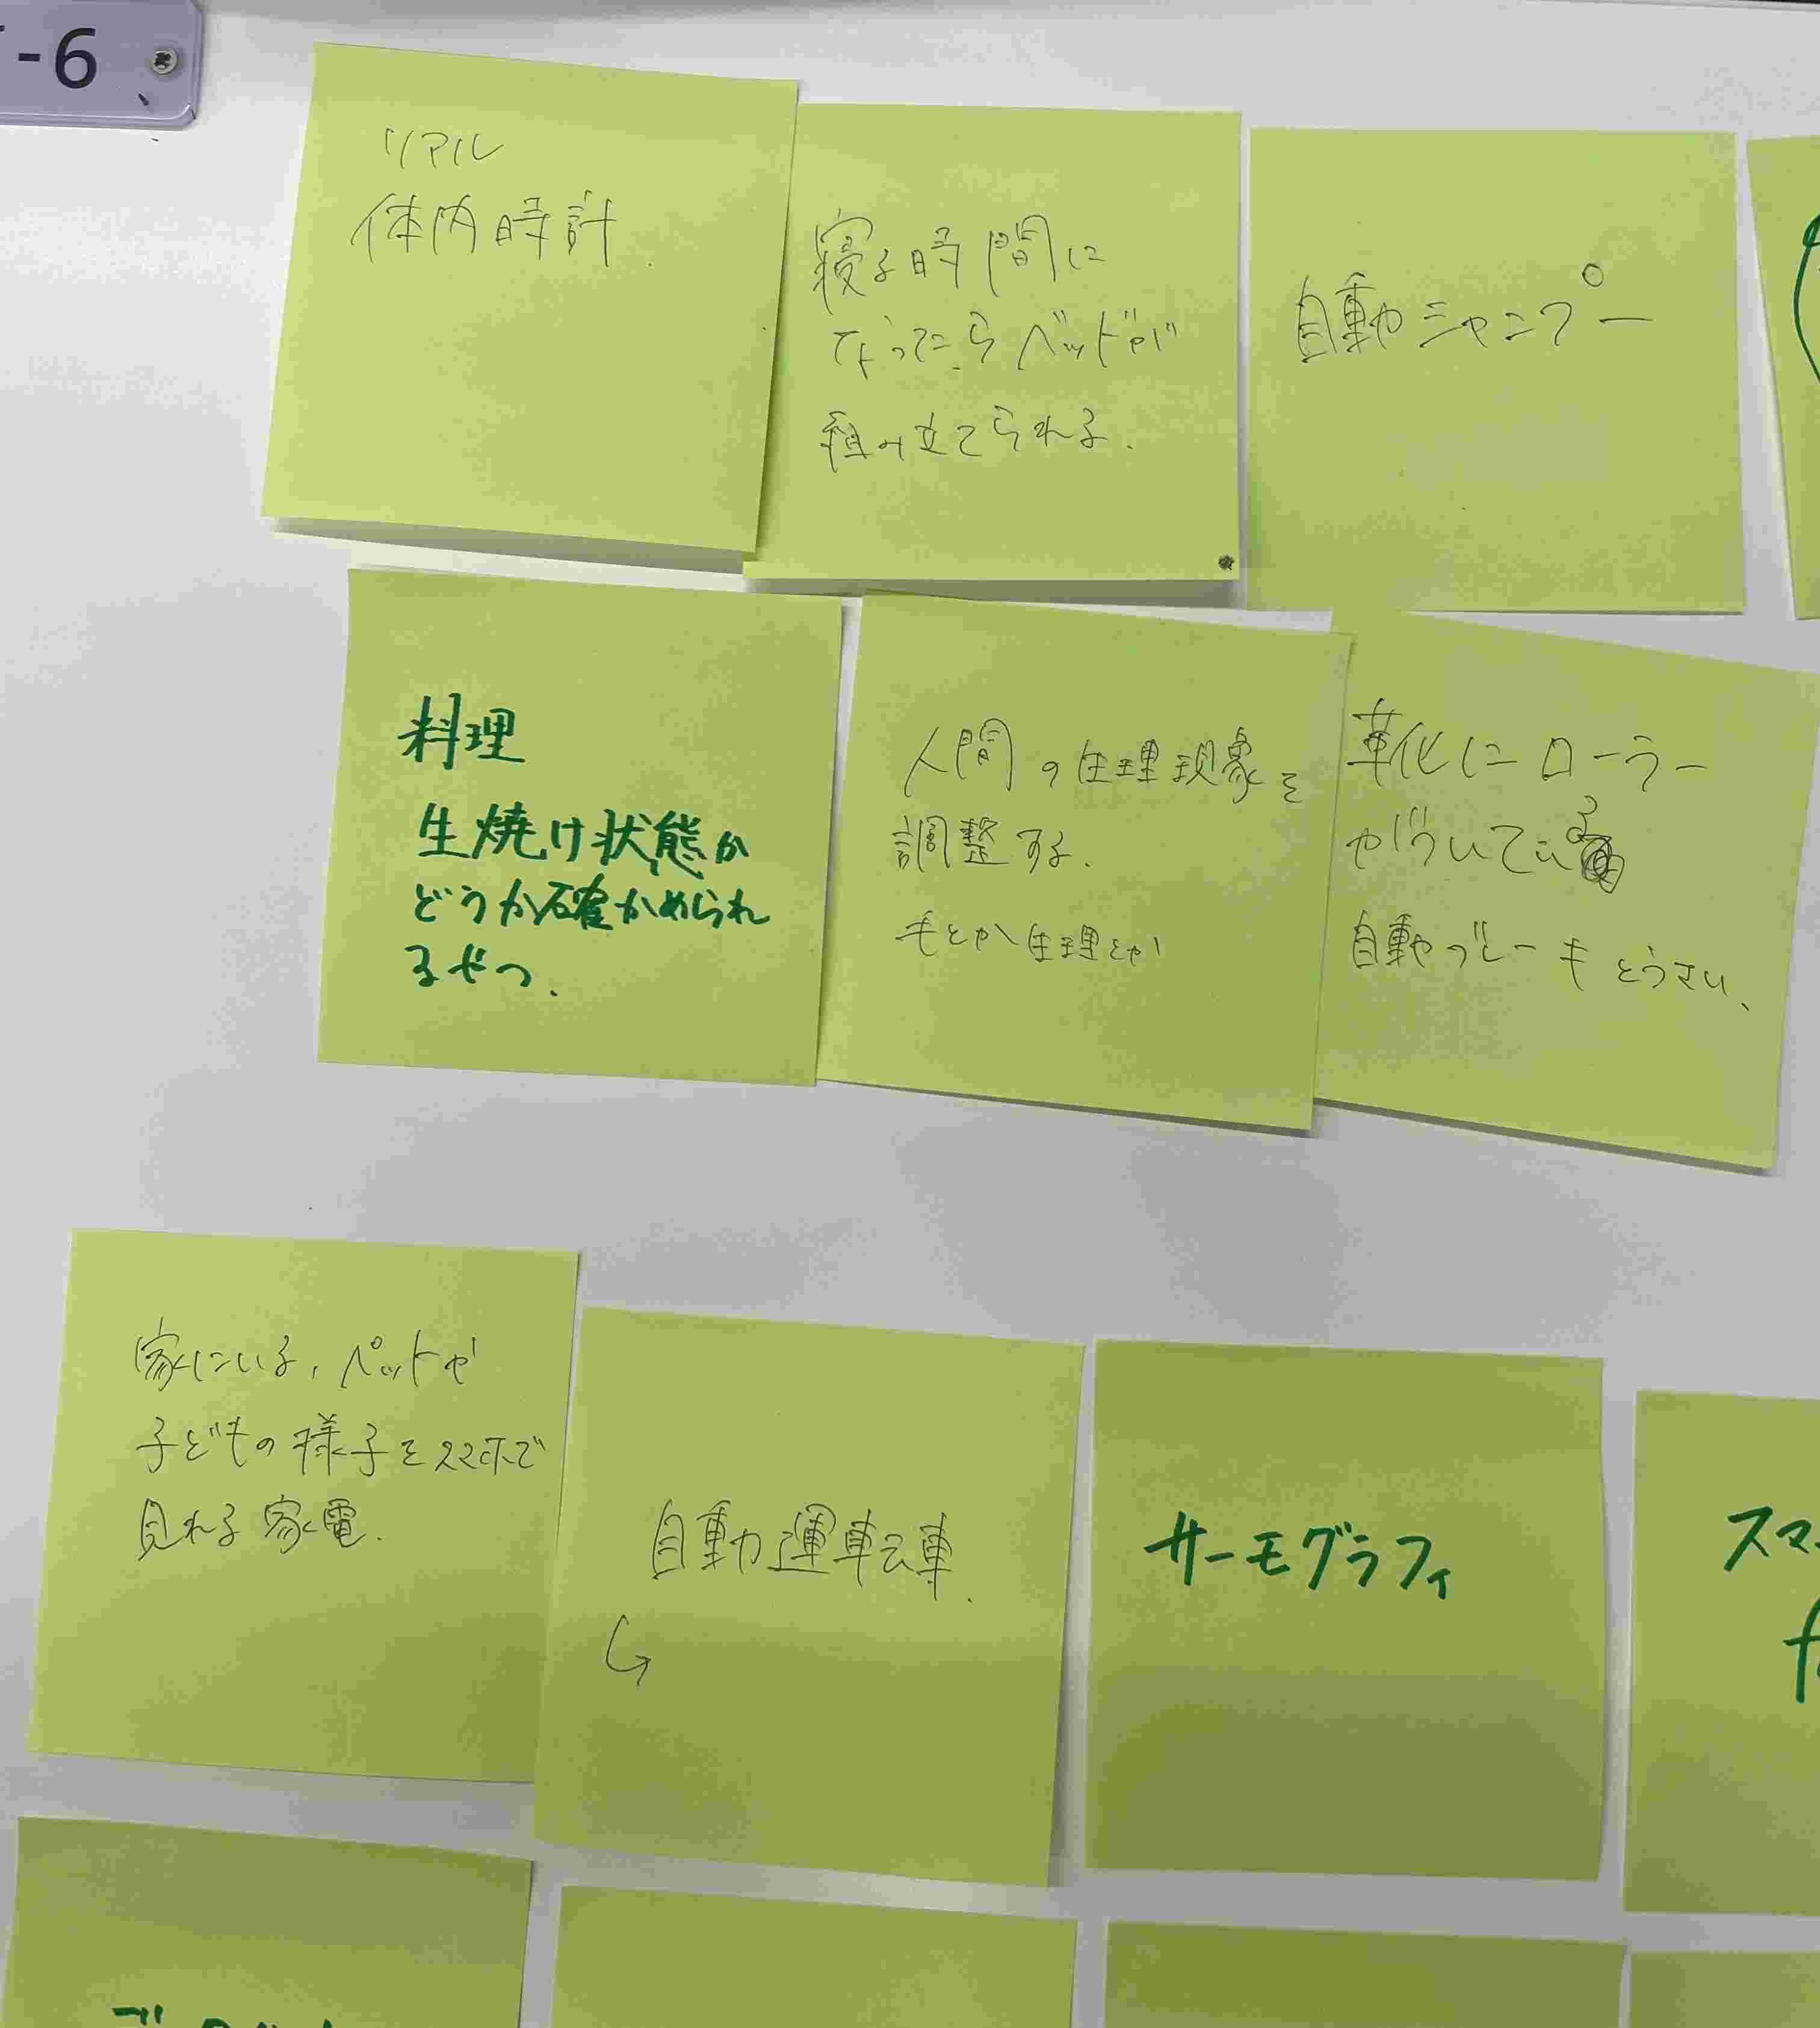 -6
リアル
体内時計.
寝る時間に
なったらベッドが
組み立てられる.
自動シャンプー
料理
生焼け状態か
どうか確かめられ
るやつ.
人間の生理現象を
調整する.
毛とか生理とか
革化にローラー
がついている
自動ブレーキとうさい、
家にいる,ペットや
子どもの様子をスマホで
見れる家電.
自動運転車.
サーモグラフィ
スマ